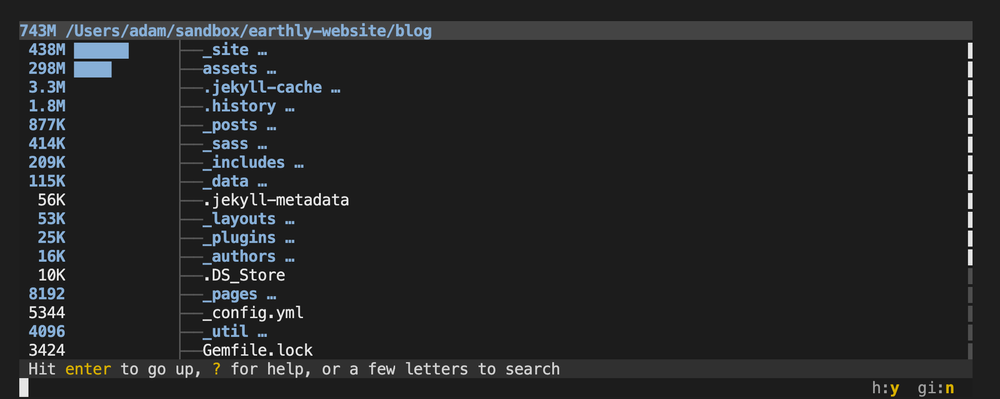 743M /Users/adam/sandbox/earthly-website/blog
438M _site …
298M assets …
3.3M .jekyll-cache …
1.8M .history …
877K _posts …
414K _sass …
209K _includes …
115K _data …
56K .jekyll-metadata
53K _layouts …
25K _plugins …
16K _authors …
10K .DS_Store
8192 _pages …
5344 _config.yml
4096 _util …
3424 Gemfile.lock
Hit enter to go up, ? for help, or a few letters to search
h:y gi:n